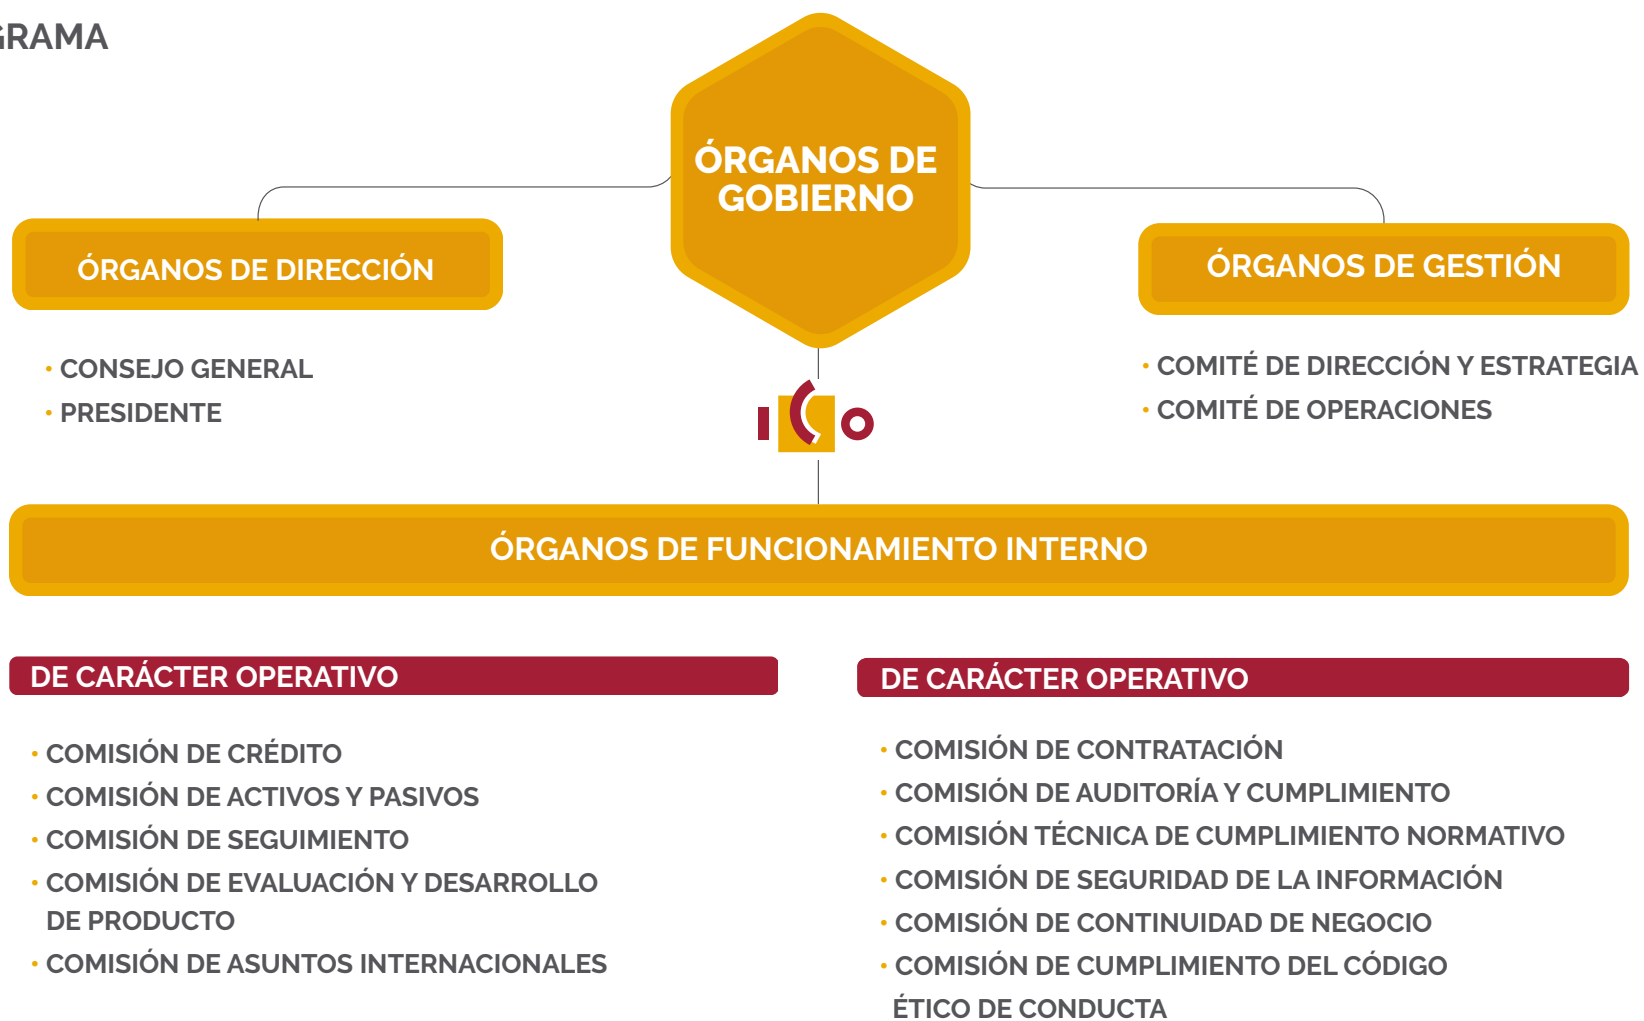 GRAMA
ÓRGANOS DE
GOBIERNO
ÓRGANOS DE DIRECCIÓN
• CONSEJO GENERAL
• PRESIDENTE
ÓRGANOS DE GESTIÓN
• COMITÉ DE DIRECCIÓN Y ESTRATEGIA
• COMITÉ DE OPERACIONES
ICO
ÓRGANOS DE FUNCIONAMIENTO INTERNO
DE CARÁCTER OPERATIVO
• COMISIÓN DE CRÉDITO
• COMISIÓN DE ACTIVOS Y PASIVOS
• COMISIÓN DE SEGUIMIENTO
• COMISIÓN DE EVALUACIÓN Y DESARROLLO
DE PRODUCTO
• COMISIÓN DE ASUNTOS INTERNACIONALES
DE CARÁCTER OPERATIVO
• COMISIÓN DE CONTRATACIÓN
• COMISIÓN DE AUDITORÍA Y CUMPLIMIENTO
• COMISIÓN TÉCNICA DE CUMPLIMIENTO NORMATIVO
• COMISIÓN DE SEGURIDAD DE LA INFORMACIÓN
• COMISIÓN DE CONTINUIDAD DE NEGOCIO
• COMISIÓN DE CUMPLIMIENTO DEL CÓDIGO
ÉTICO DE CONDUCTA